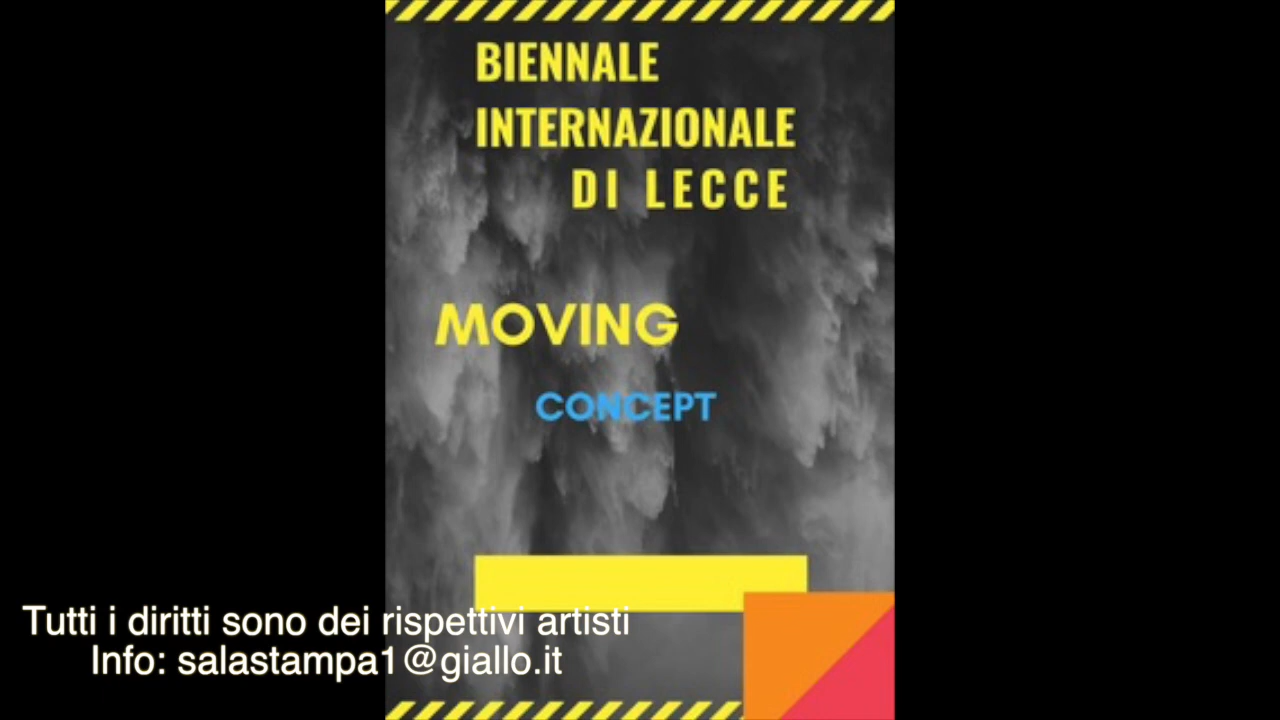 BIENNALE
INTERNAZIONALE
DI LECCE
MOVING
CONCEPT
Tutti i diritti sono dei rispettivi artisti
Info: salastampa1@giallo.it